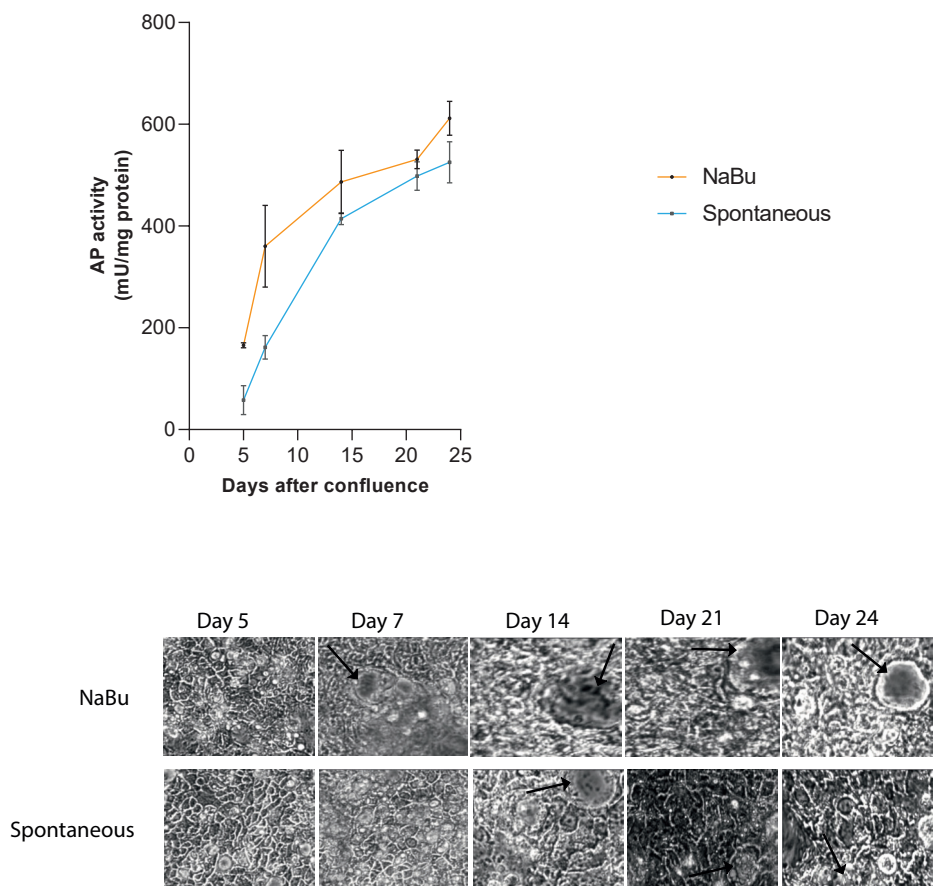 800
600
400
200
0
AP activity
(mU/mg protein)
0 5 10 15 20 25
Days after confluence
NaBu
Spontaneous
Day 5 Day 7 Day 14 Day 21 Day 24
NaBu
Spontaneous